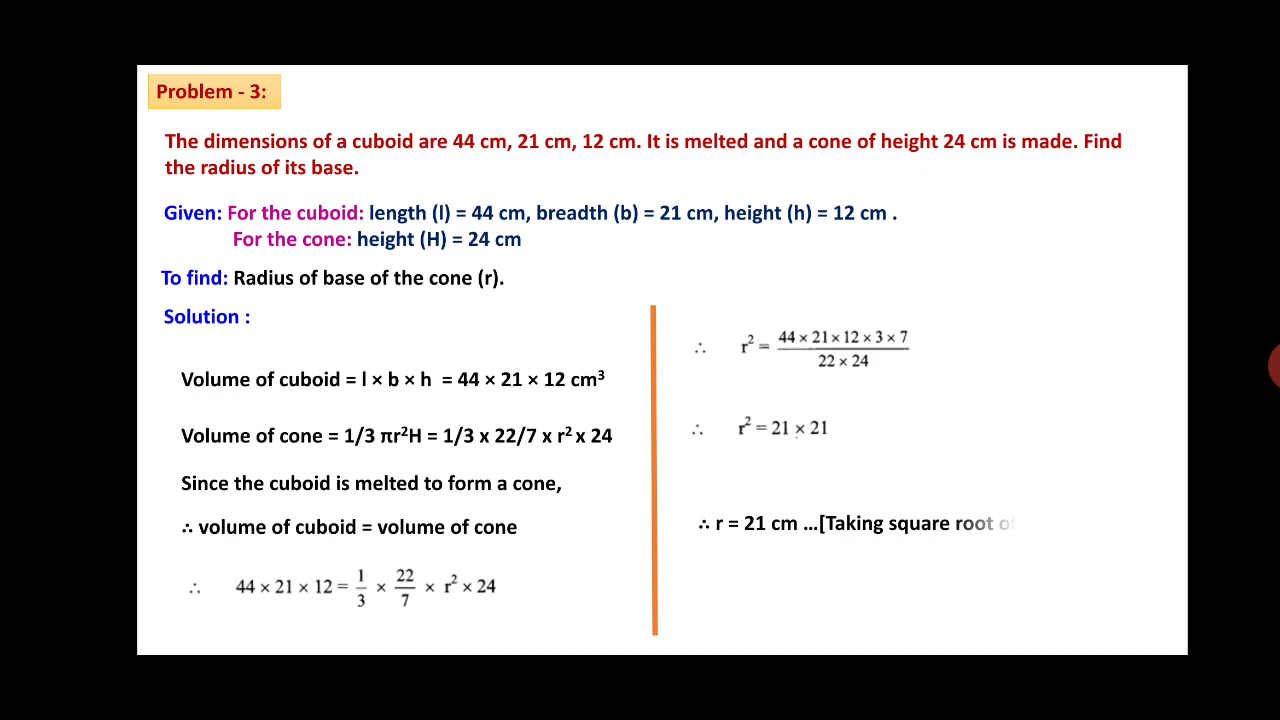 Problem - 3:
The dimensions of a cuboid are 44 cm, 21 cm, 12 cm. It is melted and a cone of height 24 cm is made. Find
the radius of its base.
Given: For the cuboid: length (l) = 44 cm, breadth (b) = 21 cm, height (h) = 12 cm .
For the cone: height (H) = 24 cm
To find: Radius of base of the cone (r).
Solution :
Volume of cuboid = l × b × h = 44 × 21 × 12 cm³
Volume of cone = 1/3 πr²H = 1/3 x 22/7 x r² x 24
Since the cuboid is melted to form a cone,
∴ volume of cuboid = volume of cone
∴ 44 × 21 × 12 = 1/3 × 22/7 × r² × 24
∴ r² = 44 × 21 × 12 × 3 × 7 / 22 × 24
∴ r² = 21 × 21
∴ r = 21 cm ...[Taking square root of